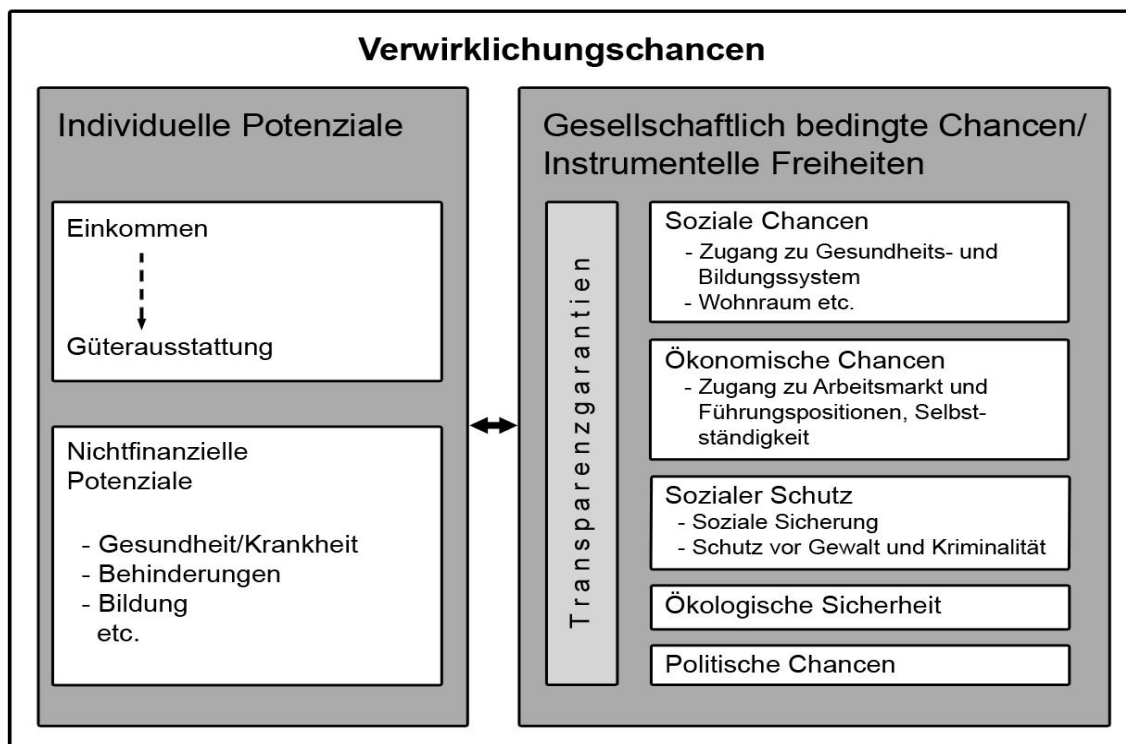 Verwirklichungschancen
Individuelle Potenziale
Einkommen
Güterausstattung
Nichtfinanzielle
Potenziale
- Gesundheit/Krankheit
- Behinderungen
- Bildung
etc.
Gesellschaftlich bedingte Chancen/
Instrumentelle Freiheiten
Transparenzgarantien
Soziale Chancen
- Zugang zu Gesundheits- und
Bildungssystem
- Wohnraum etc.
Ökonomische Chancen
- Zugang zu Arbeitsmarkt und
Führungspositionen, Selbst-
ständigkeit
Sozialer Schutz
- Soziale Sicherung
- Schutz vor Gewalt und Kriminalität
Ökologische Sicherheit
Politische Chancen